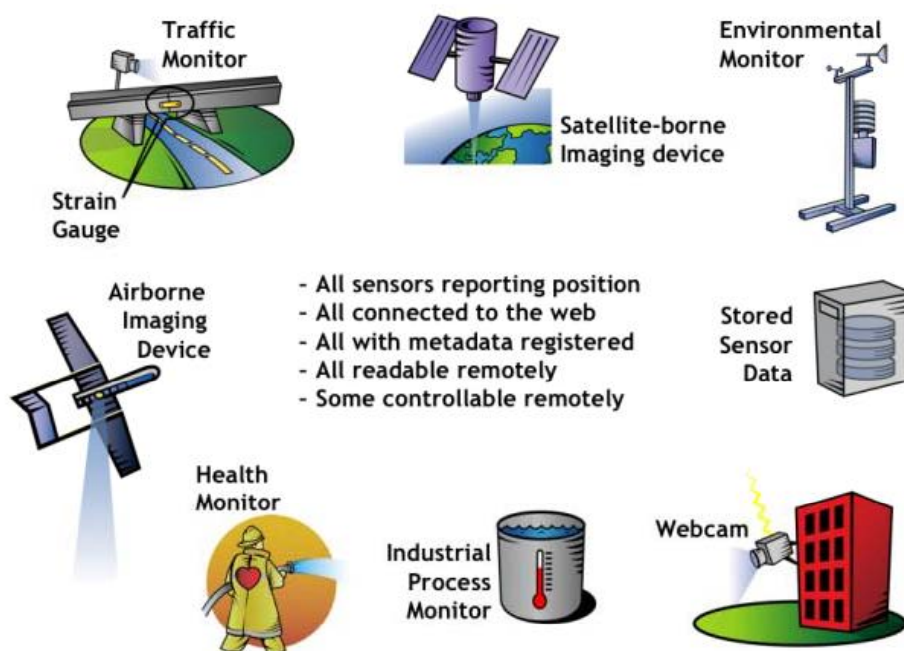 Traffic
Monitor
Strain
Gauge
Satellite-borne
Imaging device
Environmental
Monitor
Airborne
Imaging
Device
- All sensors reporting position
- All connected to the web
- All with metadata registered
- All readable remotely
- Some controllable remotely
Stored
Sensor
Data
Health
Monitor
Industrial
Process
Monitor
Webcam